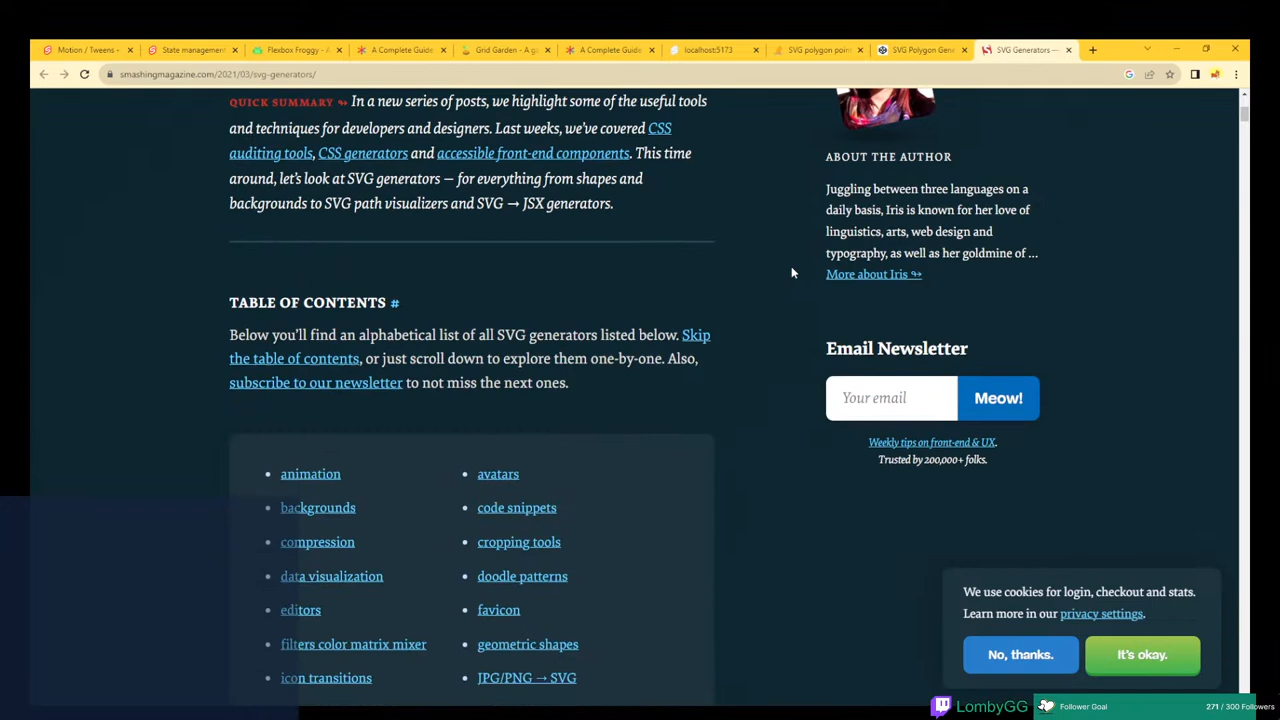 Motion / Tweens -
State management
Flexbox Froggy - A
A Complete Guide
Grid Garden - A g
A Complete Guide
localhost:5173
SVG polygon poin
SVG Polygon Gene
SVG Generators —
smashingmagazine.com/2021/03/svg-generators/
QUICK SUMMARY ↬ In a new series of posts, we highlight some of the useful tools
and techniques for developers and designers. Last weeks, we've covered CSS
auditing tools, CSS generators and accessible front-end components. This time
around, let's look at SVG generators — for everything from shapes and
backgrounds to SVG path visualizers and SVG → JSX generators.
TABLE OF CONTENTS #
Below you'll find an alphabetical list of all SVG generators listed below. Skip
the table of contents, or just scroll down to explore them one-by-one. Also,
subscribe to our newsletter to not miss the next ones.
animation
backgrounds
compression
data visualization
editors
filters color matrix mixer
icon transitions
avatars
code snippets
cropping tools
doodle patterns
favicon
geometric shapes
JPG/PNG → SVG
ABOUT THE AUTHOR
Juggling between three languages on a
daily basis, Iris is known for her love of
linguistics, arts, web design and
typography, as well as her goldmine of ...
More about Iris ↬
Email Newsletter
Your email
Meow!
Weekly tips on front-end & UX.
Trusted by 200,000+ folks.
We use cookies for login, checkout and stats.
Learn more in our privacy settings.
No, thanks.
It's okay.
LombyGG
Follower Goal
271 / 300 Followers